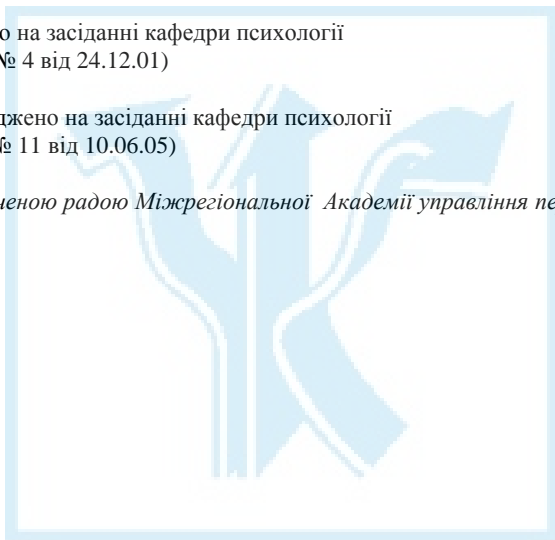 о на засіданні кафедри психології
№ 4 від 24.12.01)
джено на засіданні кафедри психології
№ 11 від 10.06.05)
ченою радою Міжрегіональної Академії управління пе